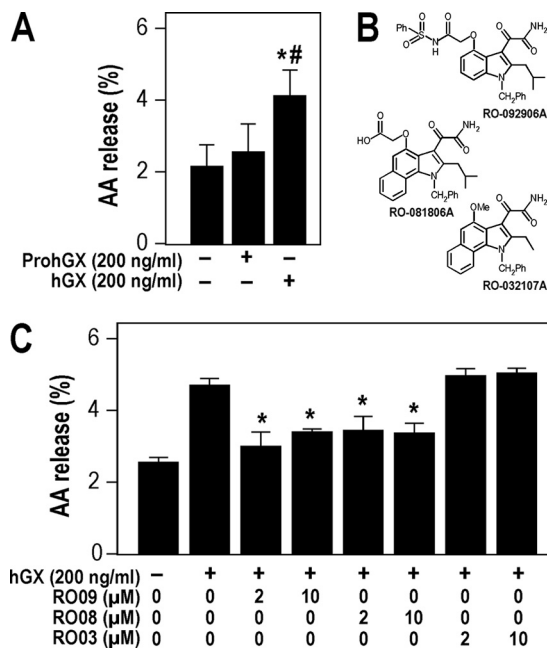 A
AA release (%)
6
4
2
0
*#
ProhGX (200 ng/ml) – + –
hGX (200 ng/ml) – – +
B
Ph
S
O
O
NH
O
O
O
NH2
O
N
CH2Ph
RO-092906A
O
HO
O
O
NH2
O
N
CH2Ph
RO-081806A
OMe
O
NH2
O
N
CH2Ph
RO-032107A
C
AA release (%)
6
4
2
0
* * * *
hGX (200 ng/ml) – + + + + + + +
RO09 (µM) 0 0 2 10 0 0 0 0
RO08 (µM) 0 0 0 0 2 10 0 0
RO03 (µM) 0 0 0 0 0 0 2 10